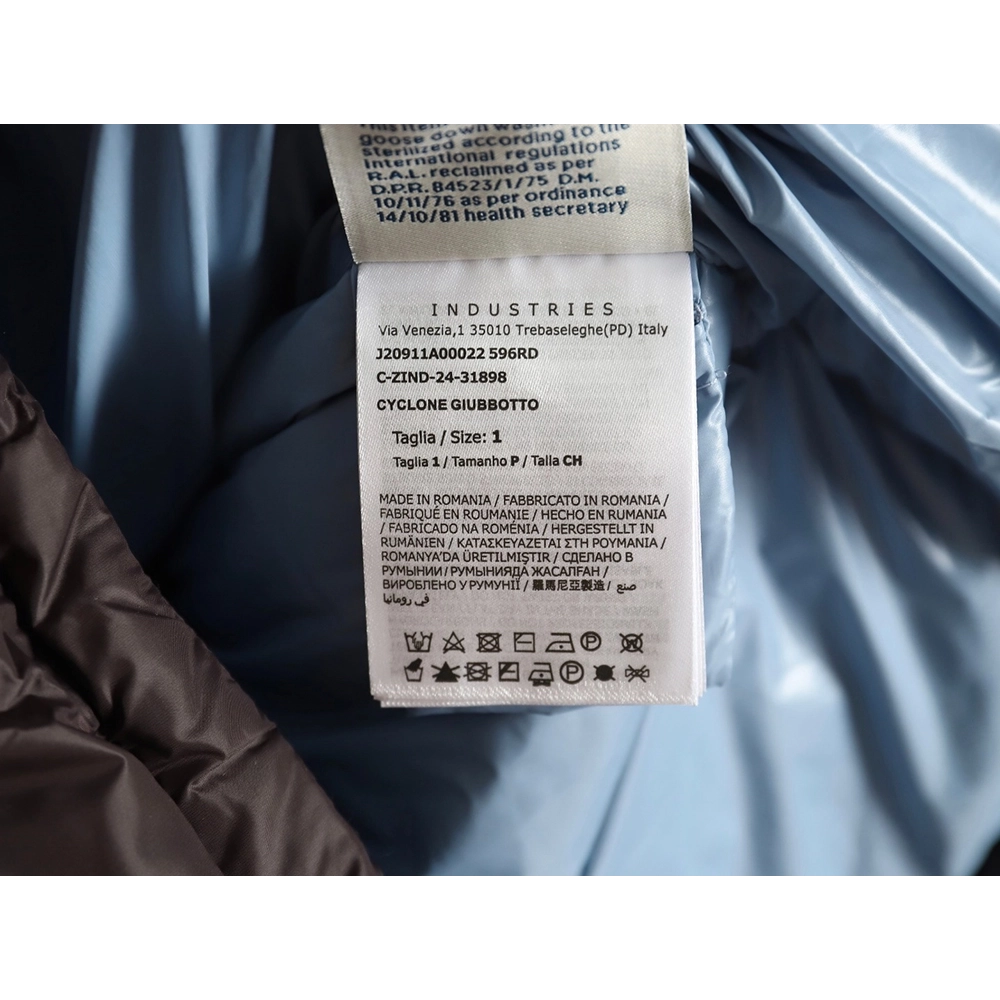 This item
goose down
sterilized according to the
International regulations
R.A.L. reclaimed as per
D.P.R. 84523/1/75 D.M.
10/11/76 as per ordinance
14/10/81 health secretary
INDUSTRIES
Via Venezia,1 35010 Trebaseleghe(PD) Italy
J20911A00022 596RD
C-ZIND-24-31898
CYCLONE GIUBBOTTO
Taglia / Size: 1
Taglia 1 / Tamanho P / Talla CH
MADE IN ROMANIA / FABBRICATO IN ROMANIA /
FABRIQUÉ EN ROUMANIE / HECHO EN RUMANIA
/ FABRICADO NA ROMÉNIA / HERGESTELLT IN
RUMÄNIEN / ΚΑΤΑΣΚΕΥΑΖΕΤΑΙ ΣΤΗ ΡΟΥΜΑΝΙΑ /
ROMANYA'DA ÜRETILMIŞTIR / СДЕЛАНО В
РУМЫНИИ / РУМЫНИЯДА ЖАСАЛҒАН /
ВИРОБЛЕНО У РУМУНІЇ / 羅馬尼亞製造 / صنع
في رومانيا